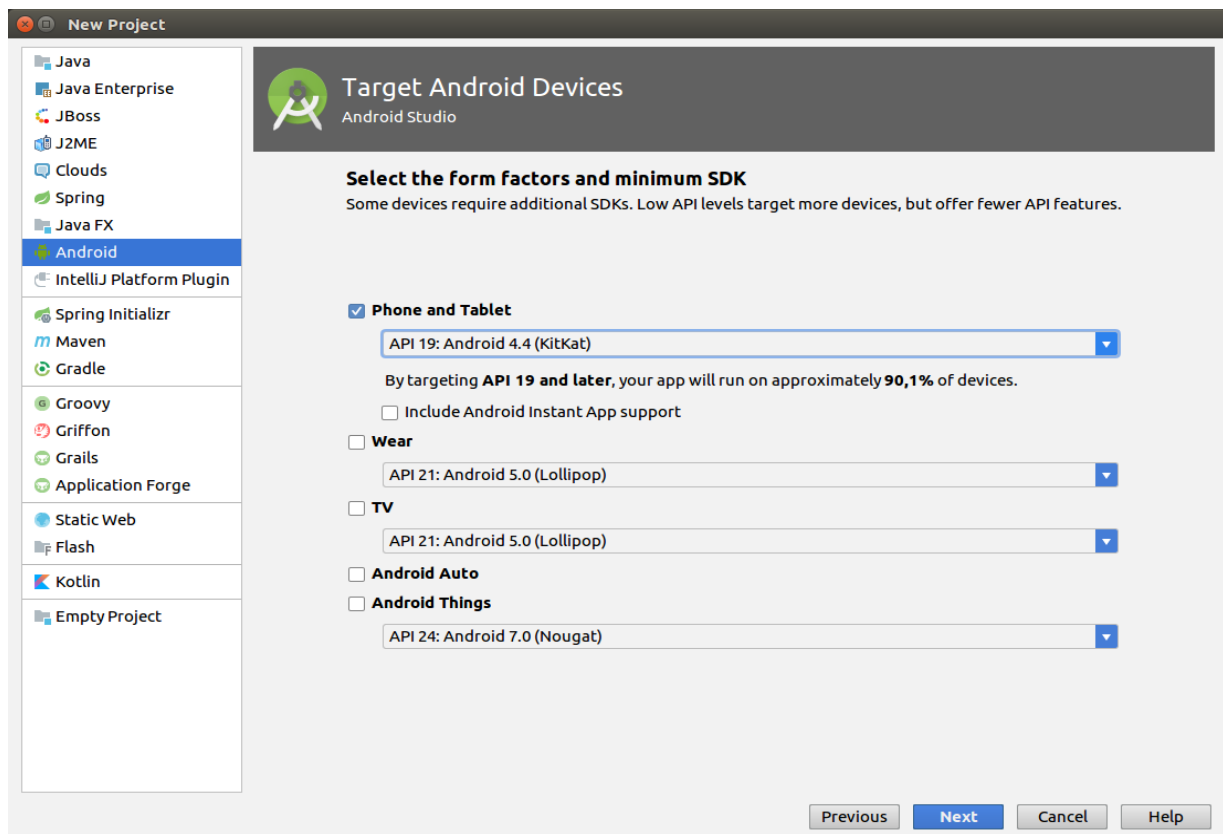 New Project
Java
Java Enterprise
JBoss
J2ME
Clouds
Spring
Java FX
Android
IntelliJ Platform Plugin
Spring Initializr
Maven
Gradle
Groovy
Griffon
Grails
Application Forge
Static Web
Flash
Kotlin
Empty Project
Target Android Devices
Android Studio
Select the form factors and minimum SDK
Some devices require additional SDKs. Low API levels target more devices, but offer fewer API features.
Phone and Tablet
API 19: Android 4.4 (KitKat)
By targeting API 19 and later, your app will run on approximately 90,1% of devices.
Include Android Instant App support
Wear
API 21: Android 5.0 (Lollipop)
TV
API 21: Android 5.0 (Lollipop)
Android Auto
Android Things
API 24: Android 7.0 (Nougat)
Previous Next Cancel Help